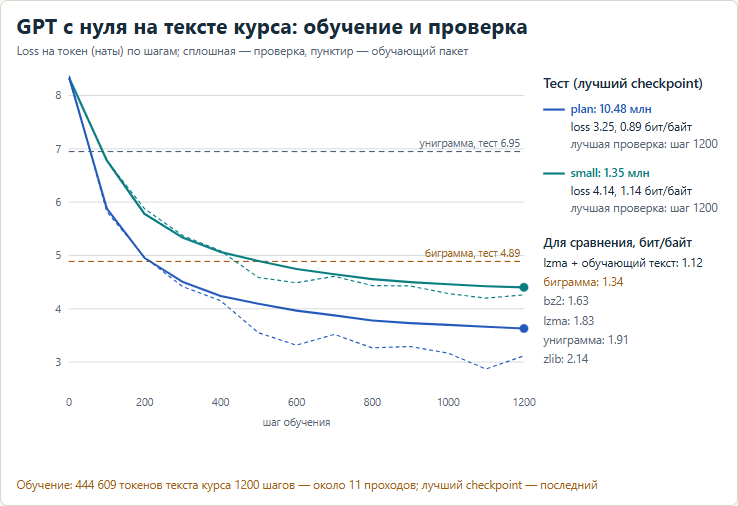 GPT с нуля на тексте курса: обучение и проверка
Loss на токен (наты) по шагам; сплошная — проверка, пунктир — обучающий пакет
8
7
6
5
4
3
0
200
400
600
800
1000
1200
шаг обучения
униграмма, тест 6.95
биграмма, тест 4.89
Тест (лучший checkpoint)
plan: 10.48 млн
loss 3.25, 0.89 бит/байт
лучшая проверка: шаг 1200
small: 1.35 млн
loss 4.14, 1.14 бит/байт
лучшая проверка: шаг 1200
Для сравнения, бит/байт
lzma + обучающий текст: 1.12
биграмма: 1.34
bz2: 1.63
lzma: 1.83
униграмма: 1.91
zlib: 2.14
Обучение: 444 609 токенов текста курса 1200 шагов — около 11 проходов; лучший checkpoint — последний